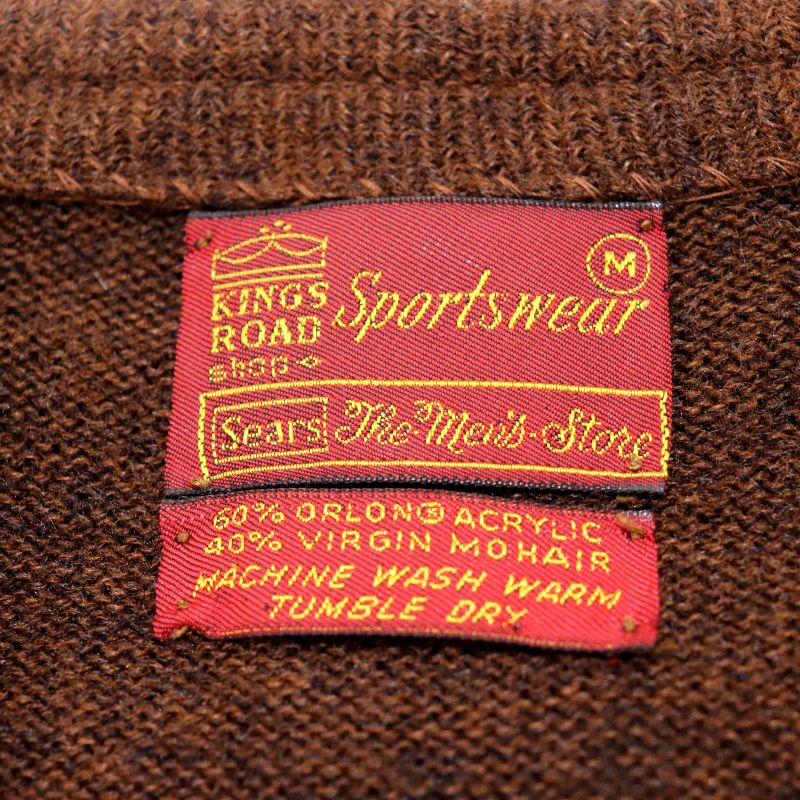 KINGS
ROAD
shop
Sportswear
M
Sears The Men's Store
60% ORLON® ACRYLIC
40% VIRGIN MOHAIR
MACHINE WASH WARM
TUMBLE DRY